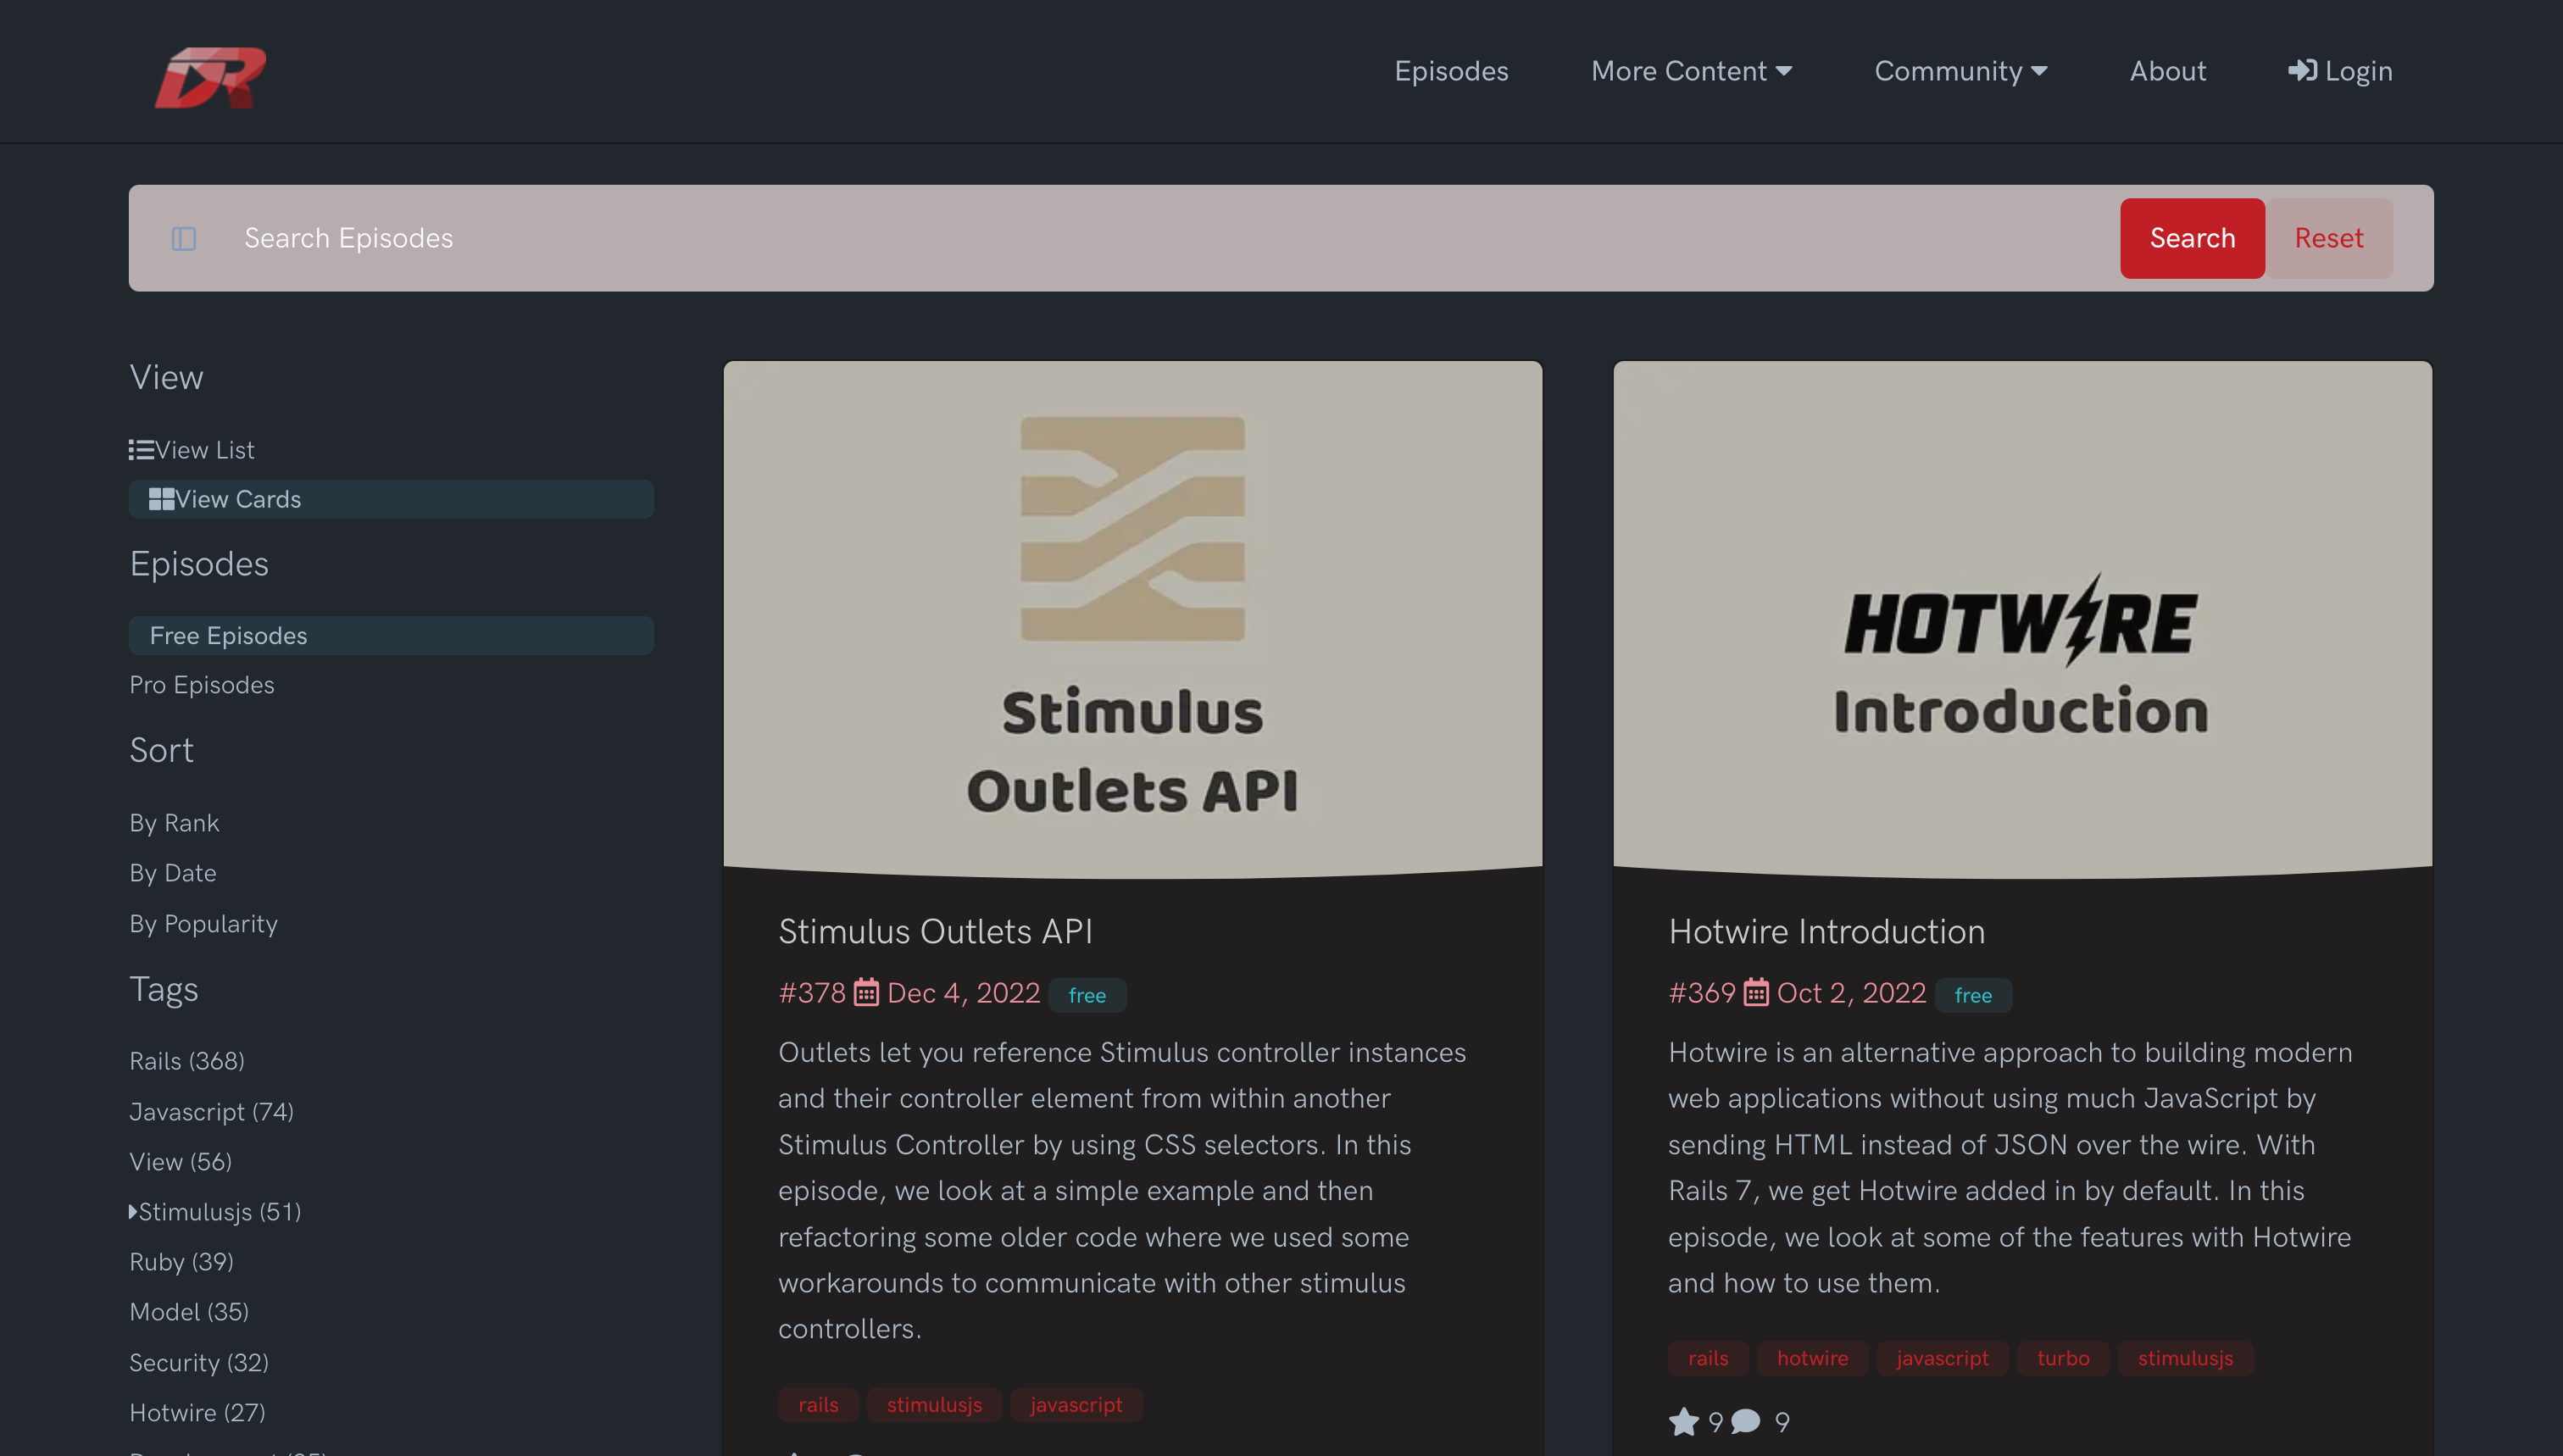 DR
Episodes
More Content
Community
About
Login
Search Episodes
Search
Reset
View
View List
View Cards
Episodes
Free Episodes
Pro Episodes
Sort
By Rank
By Date
By Popularity
Tags
Rails (368)
Javascript (74)
View (56)
Stimulusjs (51)
Ruby (39)
Model (35)
Security (32)
Hotwire (27)
Stimulus
Outlets API
Stimulus Outlets API
#378 Dec 4, 2022 free
Outlets let you reference Stimulus controller instances
and their controller element from within another
Stimulus Controller by using CSS selectors. In this
episode, we look at a simple example and then
refactoring some older code where we used some
workarounds to communicate with other stimulus
controllers.
rails stimulusjs javascript
HOTWIRE
Introduction
Hotwire Introduction
#369 Oct 2, 2022 free
Hotwire is an alternative approach to building modern
web applications without using much JavaScript by
sending HTML instead of JSON over the wire. With
Rails 7, we get Hotwire added in by default. In this
episode, we look at some of the features with Hotwire
and how to use them.
rails hotwire javascript turbo stimulusjs
9 9